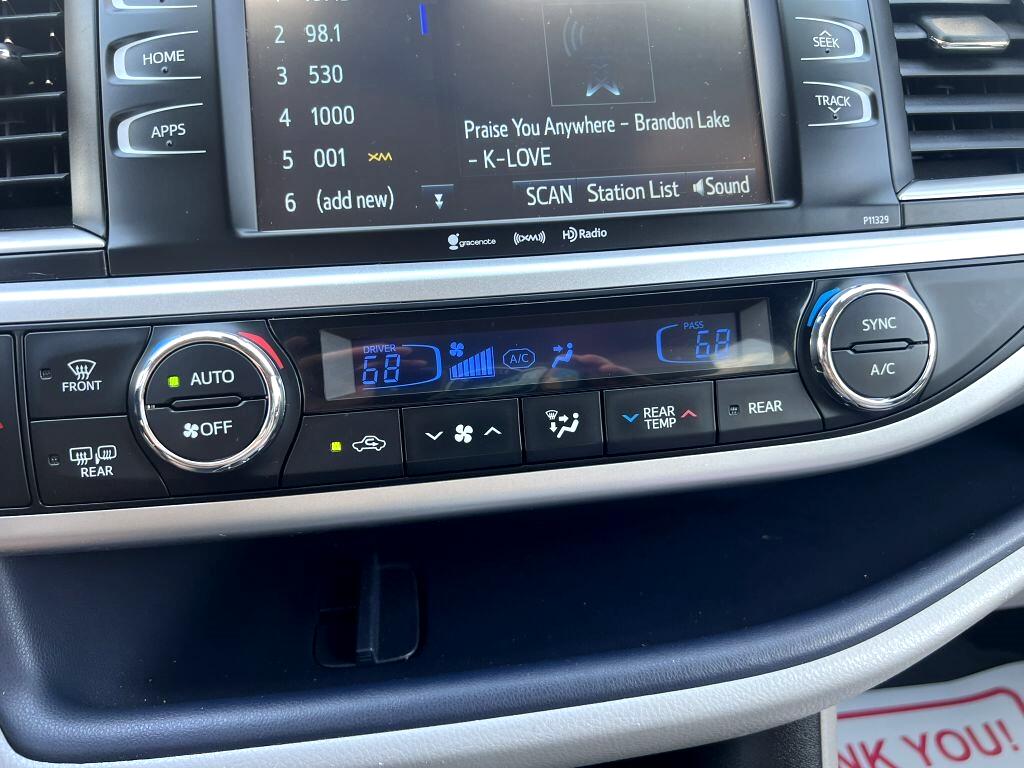 2 98.1
HOME
3 530
APPS
4 1000
5 001 XM
6 (add new)
Praise You Anywhere – Brandon Lake
– K-LOVE
SCAN Station List Sound
SEEK
TRACK
P11329
gracenote ((XM)) HD Radio
FRONT
REAR
AUTO
OFF
DRIVER
68
A/C
PASS
68
REAR
TEMP
REAR
SYNC
A/C
NK YOU!